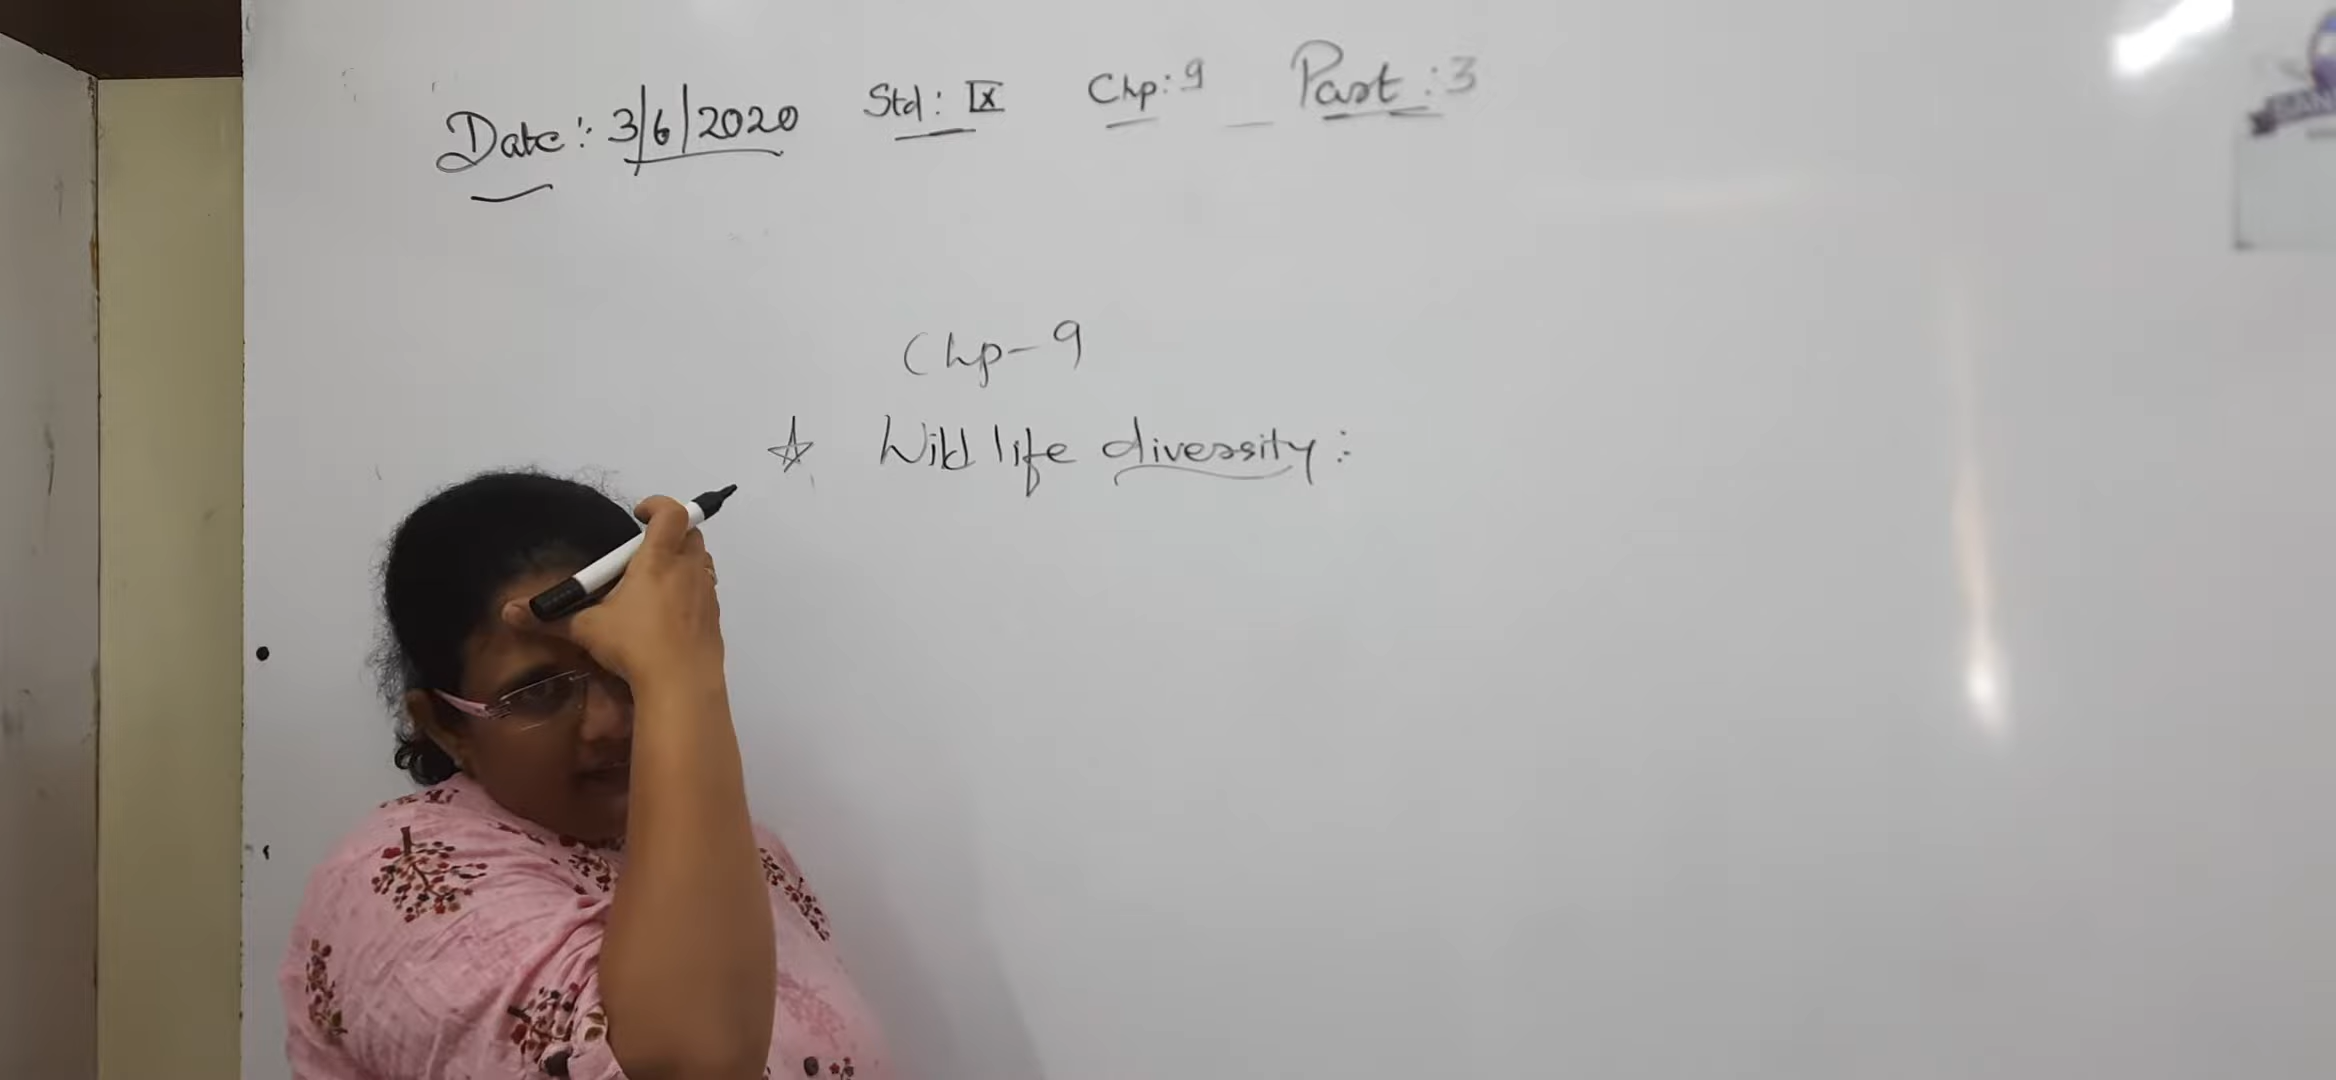 Date: 3/6/2020 Std: IX Chp: 9 Part: 3
Chp-9
☆ Wild life diversity:-